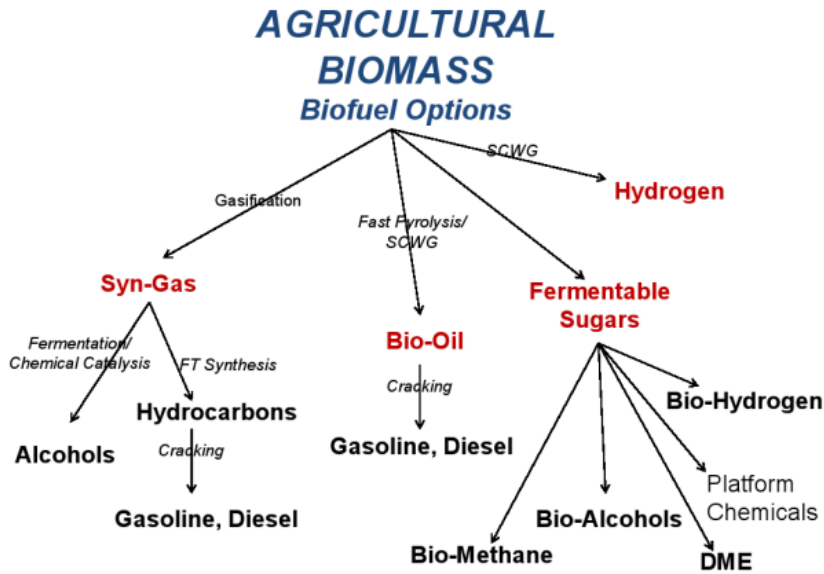 AGRICULTURAL
BIOMASS
Biofuel Options
SCWG
Hydrogen
Gasification
Fast Pyrolysis/
SCWG
Syn-Gas
Fermentable
Sugars
Fermentation/
Chemical Catalysis
FT Synthesis
Bio-Oil
Cracking
Bio-Hydrogen
Hydrocarbons
Alcohols
Cracking
Gasoline, Diesel
Platform
Chemicals
Gasoline, Diesel
Bio-Alcohols
Bio-Methane
DME